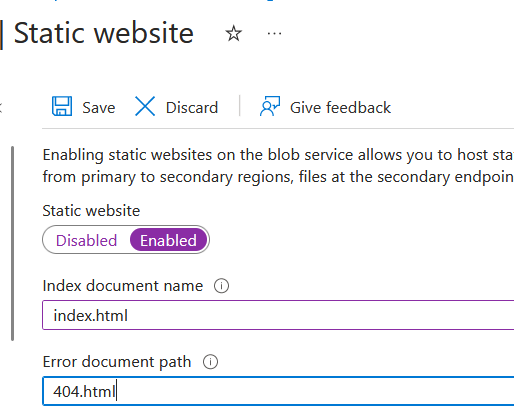 | Static website
Save Discard Give feedback
Enabling static websites on the blob service allows you to host sta
from primary to secondary regions, files at the secondary endpoin
Static website
Disabled Enabled
Index document name
index.html
Error document path
404.html